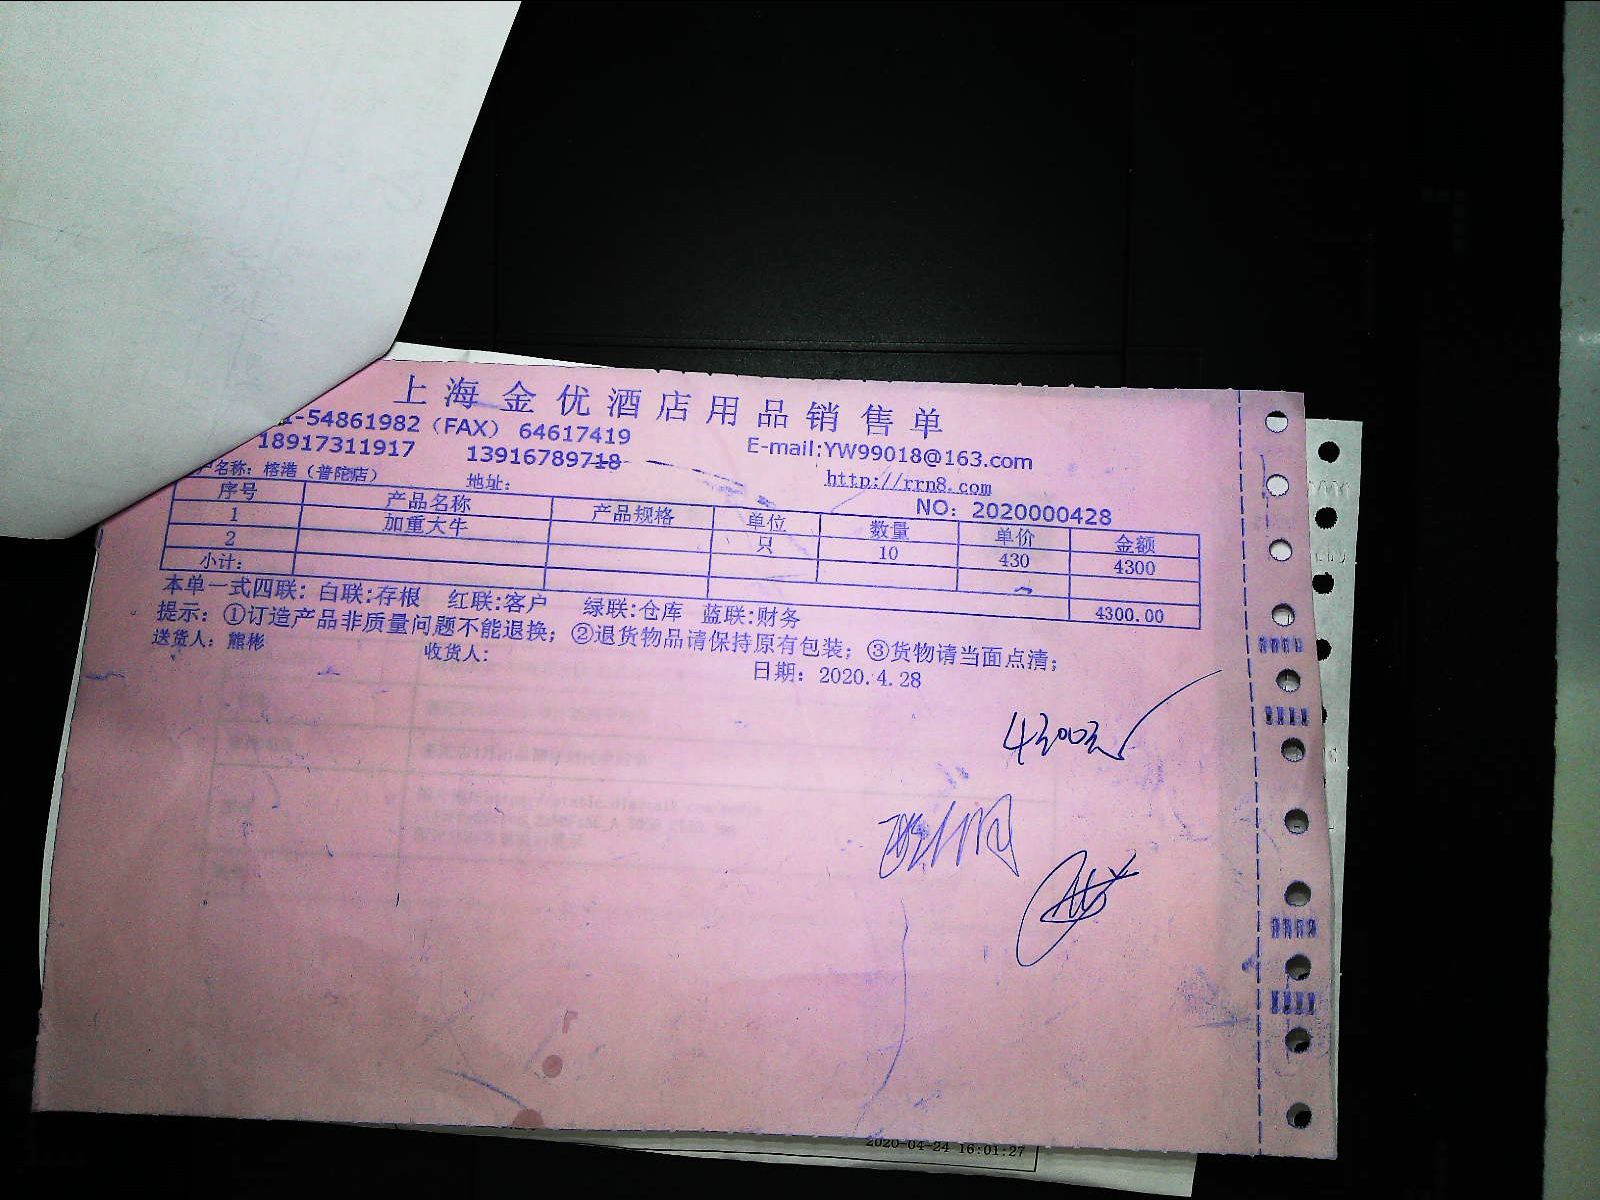 上海金优酒店用品销售单
1-54861982（FAX） 64617419
18917311917 13916789718 E-mail:YW99018@163.com
户名称：榕港（普陀店） 地址： http://rrn8.com
NO：2020000428
序号 产品名称 产品规格 单位 数量 单价 金额
1 加重大牛 只 10 430 4300
2
小计： 4300.00
本单一式四联：白联:存根 红联:客户 绿联:仓库 蓝联:财务
提示：①订造产品非质量问题不能退换；②退货物品请保持原有包装；③货物请当面点清；
送货人：熊彬 收货人: 日期：2020.4.28
4300元
2020-04-24 16:01:27